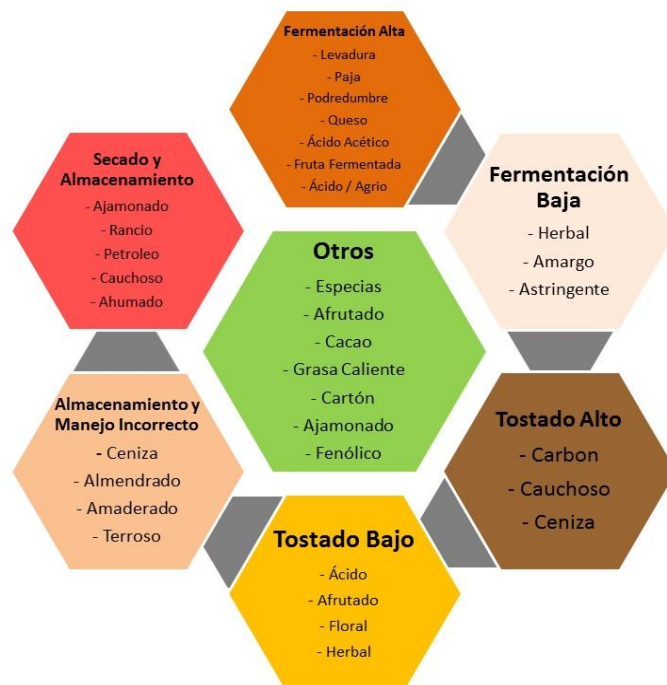 Fermentación Alta
- Levadura
- Paja
- Podredumbre
- Queso
- Ácido Acético
- Fruta Fermentada
- Ácido / Agrio
Fermentación
Baja
- Herbal
- Amargo
- Astringente
Secado y
Almacenamiento
- Ajamonado
- Rancio
- Petroleo
- Cauchoso
- Ahumado
Otros
- Especias
- Afrutado
- Cacao
- Grasa Caliente
- Cartón
- Ajamonado
- Fenólico
Almacenamiento y
Manejo Incorrecto
- Ceniza
- Almendrado
- Amaderado
- Terroso
Tostado Alto
- Carbon
- Cauchoso
- Ceniza
Tostado Bajo
- Ácido
- Afrutado
- Floral
- Herbal